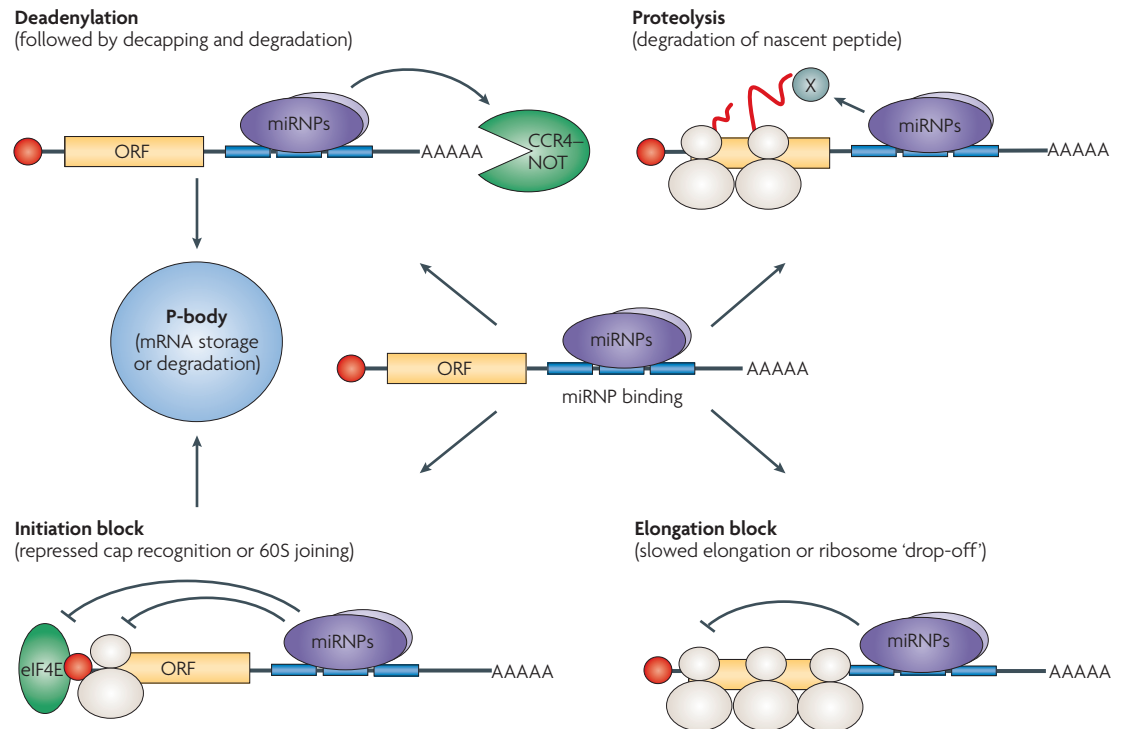 Deadenylation
(followed by decapping and degradation)
miRNPs
ORF
AAAAA
CCR4–
NOT
Proteolysis
(degradation of nascent peptide)
X
miRNPs
AAAAA
P-body
(mRNA storage
or degradation)
miRNPs
ORF
AAAAA
miRNP binding
Initiation block
(repressed cap recognition or 60S joining)
eIF4E
ORF
miRNPs
AAAAA
Elongation block
(slowed elongation or ribosome ‘drop-off’)
miRNPs
AAAAA